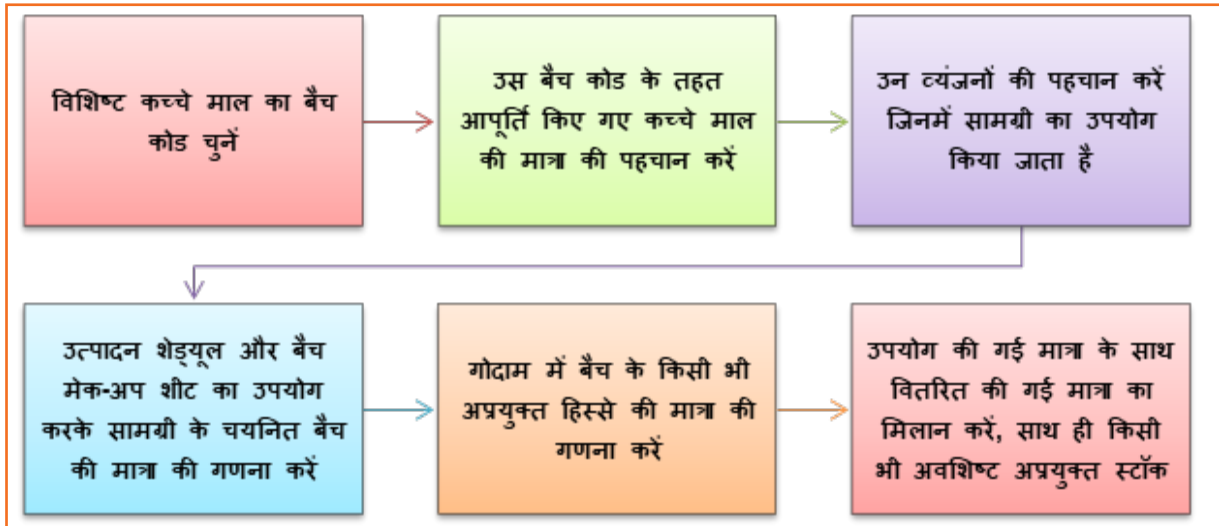 विशिष्ट कच्चे माल का बैच
कोड चुनें
उस बैच कोड के तहत
आपूर्ति किए गए कच्चे माल
की मात्रा की पहचान करें
उन व्यंजनों की पहचान करें
जिनमें सामग्री का उपयोग
किया जाता है
उत्पादन शेड्यूल और बैच
मेक-अप शीट का उपयोग
करके सामग्री के चयनित बैच
की मात्रा की गणना करें
गोदाम में बैच के किसी भी
अप्रयुक्त हिस्से की मात्रा की
गणना करें
उपयोग की गई मात्रा के साथ
वितरित की गई मात्रा का
मिलान करें, साथ ही किसी
भी अवशिष्ट अप्रयुक्त स्टॉक